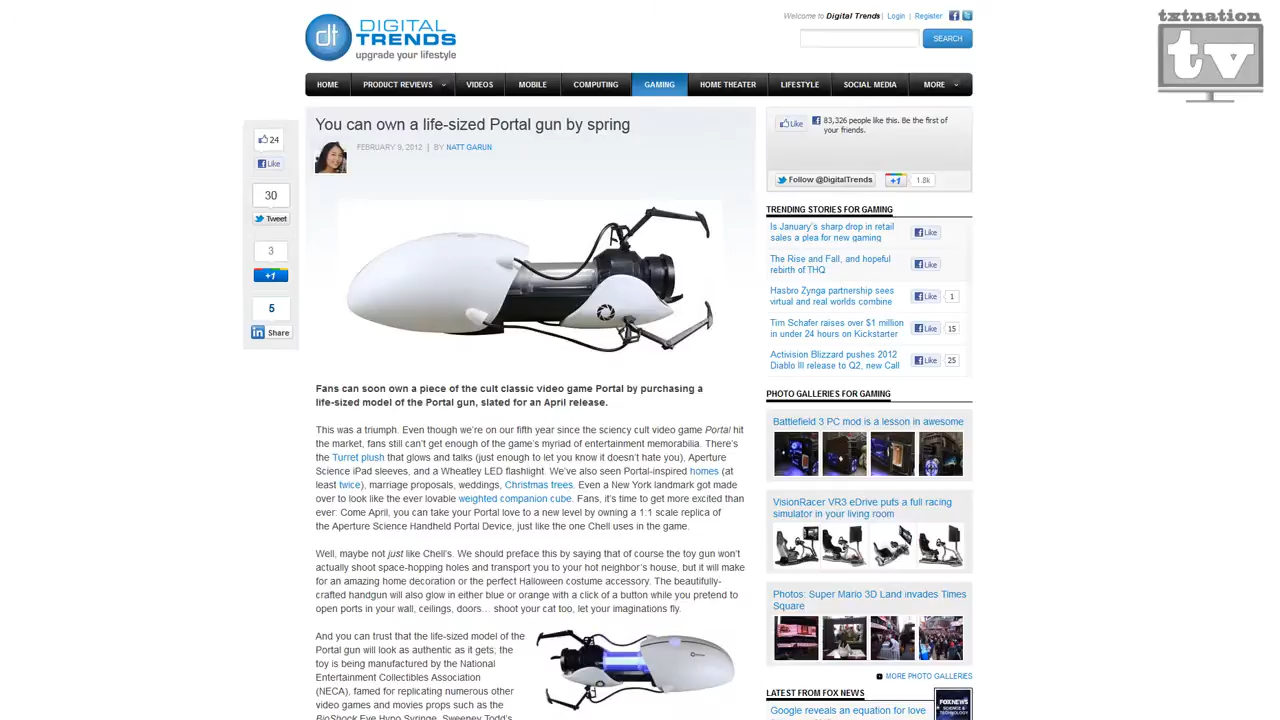 txtnation
tv
dt
DIGITAL
TRENDS
upgrade your lifestyle
Welcome to Digital Trends | Login | Register
SEARCH
HOME
PRODUCT REVIEWS
VIDEOS
MOBILE
COMPUTING
GAMING
HOME THEATER
LIFESTYLE
SOCIAL MEDIA
MORE
24
Like
30
Tweet
3
+1
5
Share
You can own a life-sized Portal gun by spring
FEBRUARY 9, 2012 | BY NATT GARUN
Fans can soon own a piece of the cult classic video game Portal by purchasing a
life-sized model of the Portal gun, slated for an April release.
This was a triumph. Even though we're on our fifth year since the sciency cult video game Portal hit
the market, fans still can't get enough of the game's myriad of entertainment memorabilia. There's
the Turret plush that glows and talks (just enough to let you know it doesn't hate you), Aperture
Science iPad sleeves, and a Wheatley LED flashlight. We've also seen Portal-inspired homes (at
least twice), marriage proposals, weddings, Christmas trees. Even a New York landmark got made
over to look like the ever lovable weighted companion cube. Fans, it's time to get more excited than
ever: Come April, you can take your Portal love to a new level by owning a 1:1 scale replica of
the Aperture Science Handheld Portal Device, just like the one Chell uses in the game.
Well, maybe not just like Chell's. We should preface this by saying that of course the toy gun won't
actually shoot space-hopping holes and transport you to your hot neighbor's house, but it will make
for an amazing home decoration or the perfect Halloween costume accessory. The beautifully-
crafted handgun will also glow in either blue or orange with a click of a button while you pretend to
open ports in your wall, ceilings, doors... shoot your cat too, let your imaginations fly.
And you can trust that the life-sized model of the
Portal gun will look as authentic as it gets; the
toy is being manufactured by the National
Entertainment Collectibles Association
(NECA), famed for replicating numerous other
video games and movies props such as the
BioShock Eve Hypo Syringe, Sweeney Todd's
Like
83,326 people like this. Be the first of
your friends.
Follow @DigitalTrends
+1
1.8k
TRENDING STORIES FOR GAMING
Is January's sharp drop in retail
sales a plea for new gaming
Like
The Rise and Fall, and hopeful
rebirth of THQ
Like
Hasbro Zynga partnership sees
virtual and real worlds combine
Like 1
Tim Schafer raises over $1 million
in under 24 hours on Kickstarter
Like 15
Activision Blizzard pushes 2012
Diablo III release to Q2, new Call
Like 25
PHOTO GALLERIES FOR GAMING
Battlefield 3 PC mod is a lesson in awesome
VisionRacer VR3 eDrive puts a full racing
simulator in your living room
Photos: Super Mario 3D Land invades Times
Square
MORE PHOTO GALLERIES
LATEST FROM FOX NEWS
Google reveals an equation for love
FOXNEWS
SCIENCE &
TECHNOLOGY